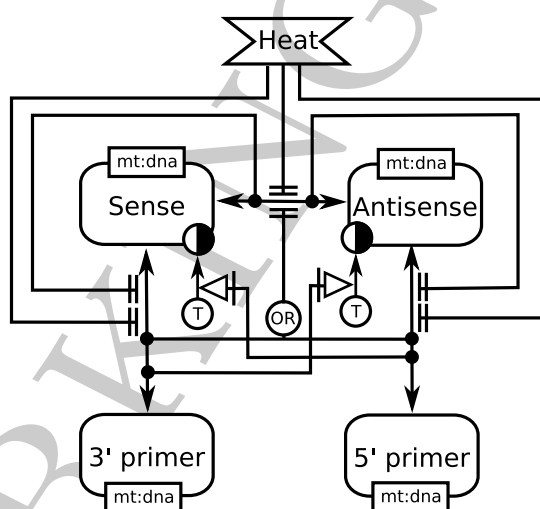 Heat
mt:dna
mt:dna
Sense
Antisense
T
OR
T
3' primer
5' primer
mt:dna
mt:dna